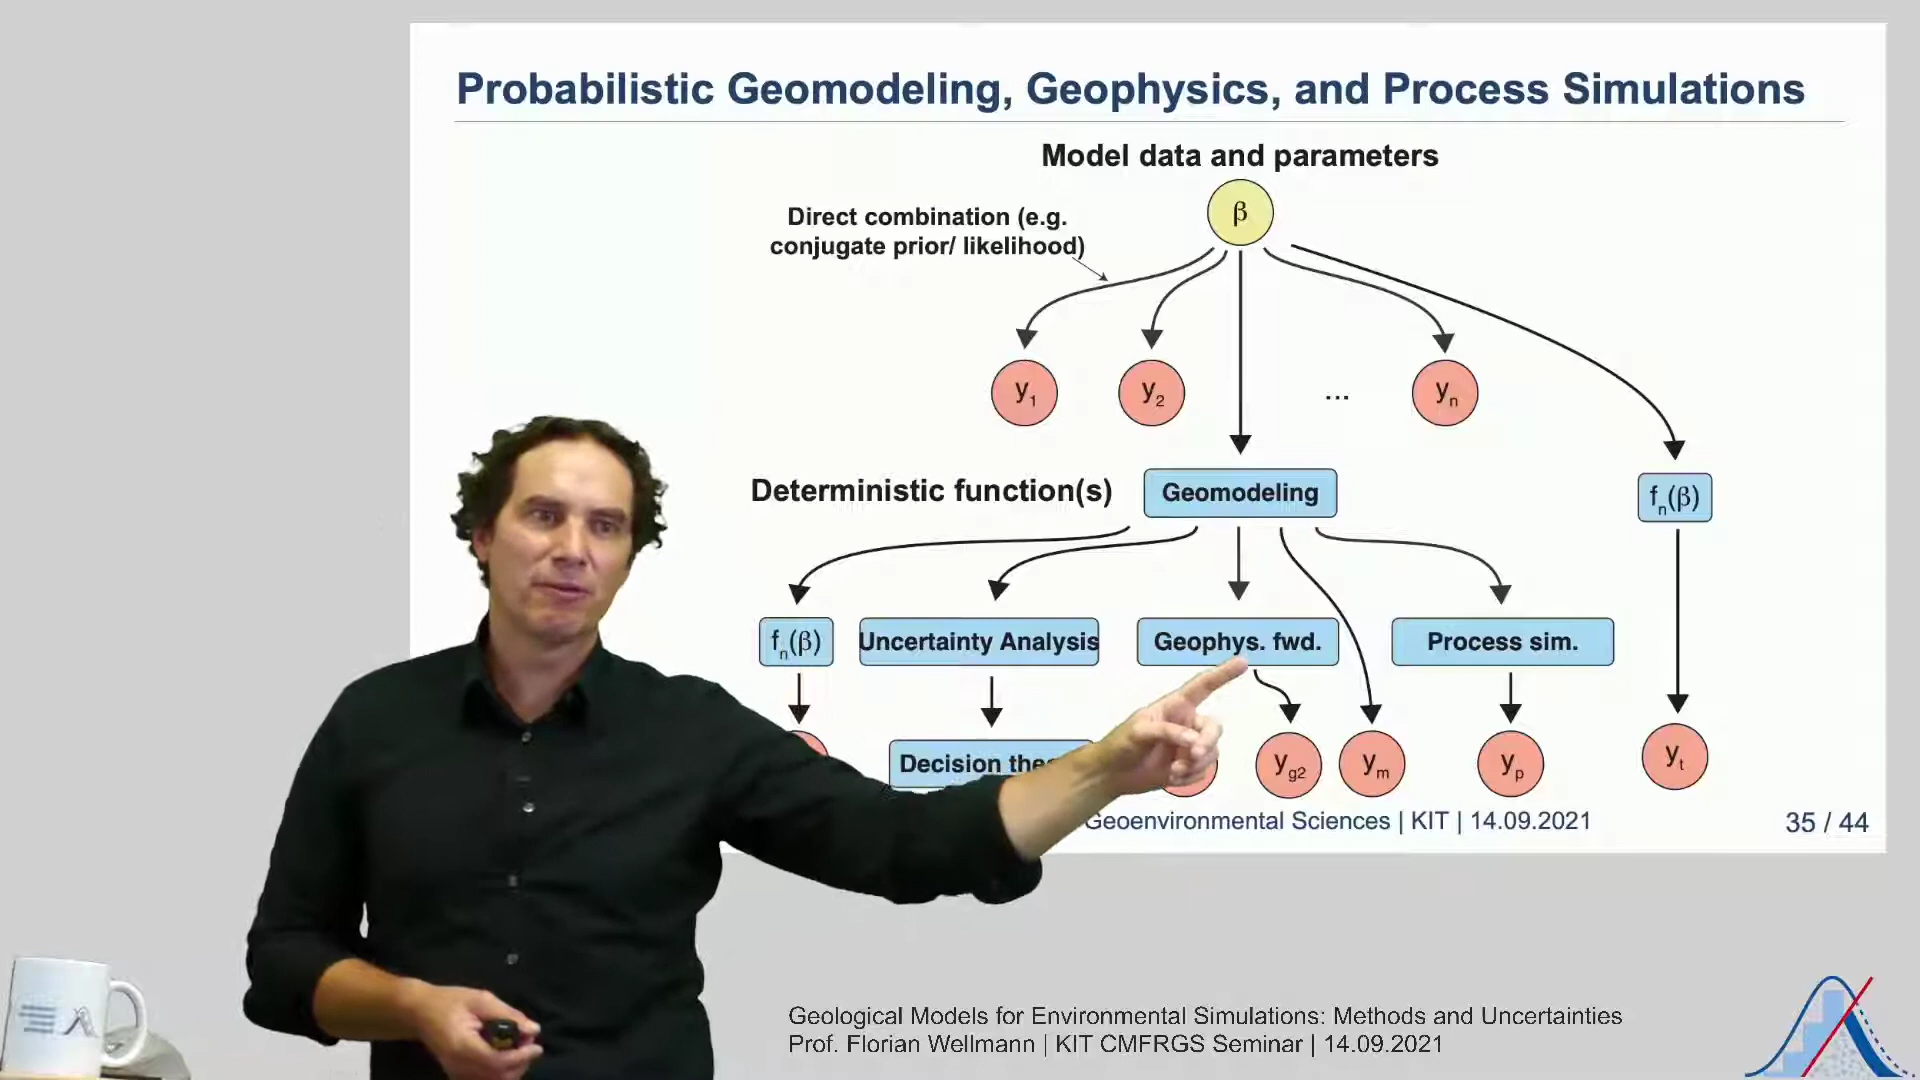 Probabilistic Geomodeling, Geophysics, and Process Simulations
Model data and parameters
β
Direct combination (e.g.
conjugate prior/ likelihood)
y1
y2
...
yn
Deterministic function(s)
Geomodeling
fn(β)
fn(β)
Uncertainty Analysis
Geophys. fwd.
Process sim.
Decision
yg2
ym
yp
yt
Geoenvironmental Sciences | KIT | 14.09.2021
35 / 44
Geological Models for Environmental Simulations: Methods and Uncertainties
Prof. Florian Wellmann | KIT CMFRGS Seminar | 14.09.2021